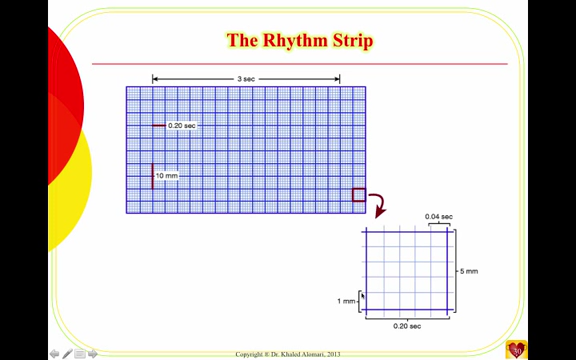 The Rhythm Strip
3 sec
0.20 sec
10 mm
0.04 sec
5 mm
1 mm
0.20 sec
Copyright © Dr. Khaled Alomari, 2013